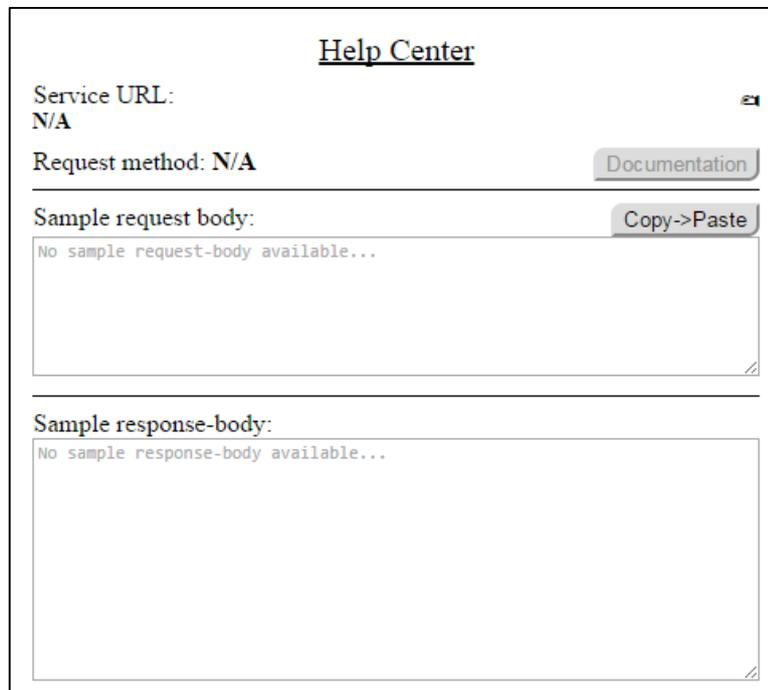 Help Center
Service URL:
N/A
Request method: N/A
Documentation
Sample request body:
Copy->Paste
No sample request-body available...
Sample response-body:
No sample response-body available...